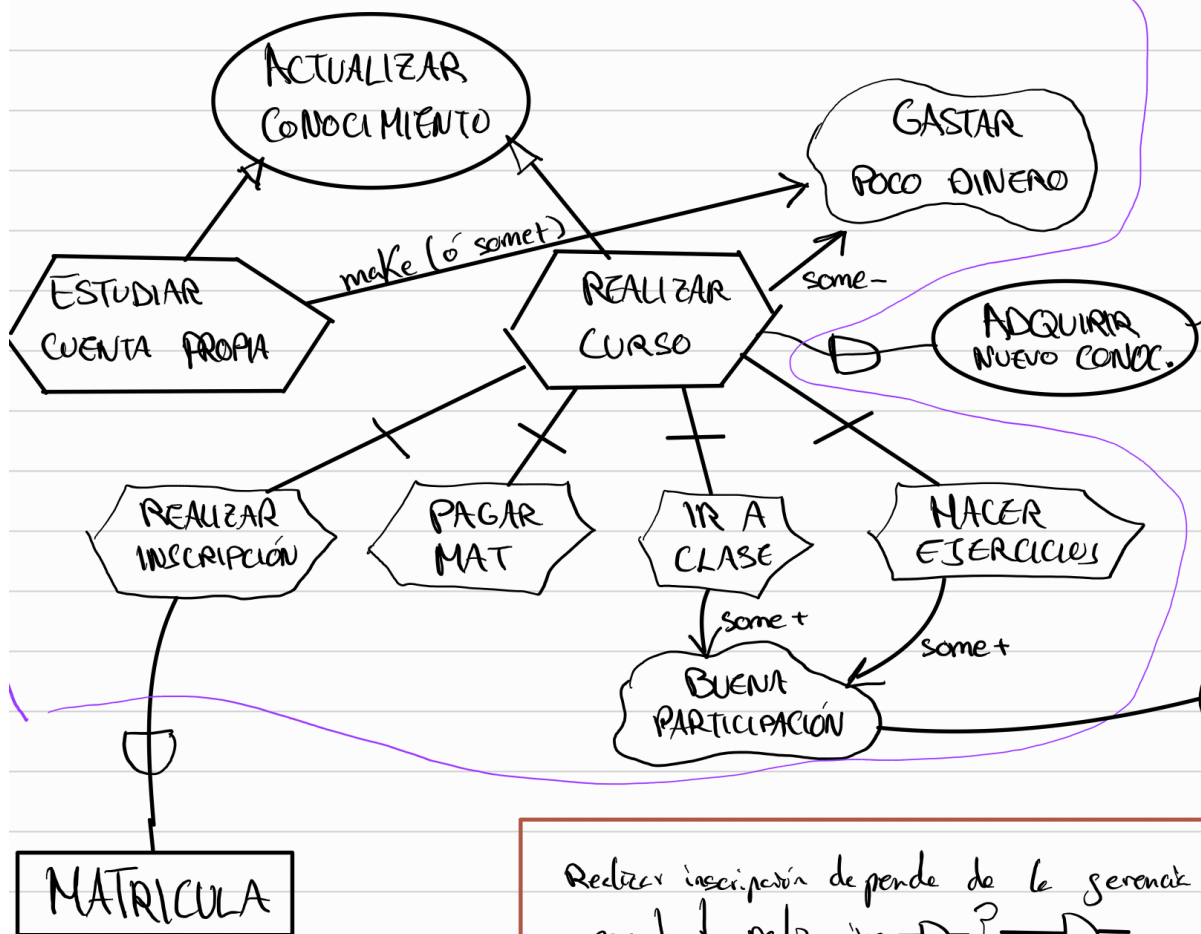 ACTUALIZAR
CONOCIMIENTO
GASTAR
POCO DINERO
make (ó some+)
some-
ESTUDIAR
CUENTA PROPIA
REALIZAR
CURSO
ADQUIRIR
NUEVO CONOC.
REALIZAR
INSCRIPCIÓN
PAGAR
MAT
IR A
CLASE
HACER
EJERCICIOS
some+
some+
BUENA
PARTICIPACIÓN
MATRICULA
Realizar inscripción depende de la gerencia